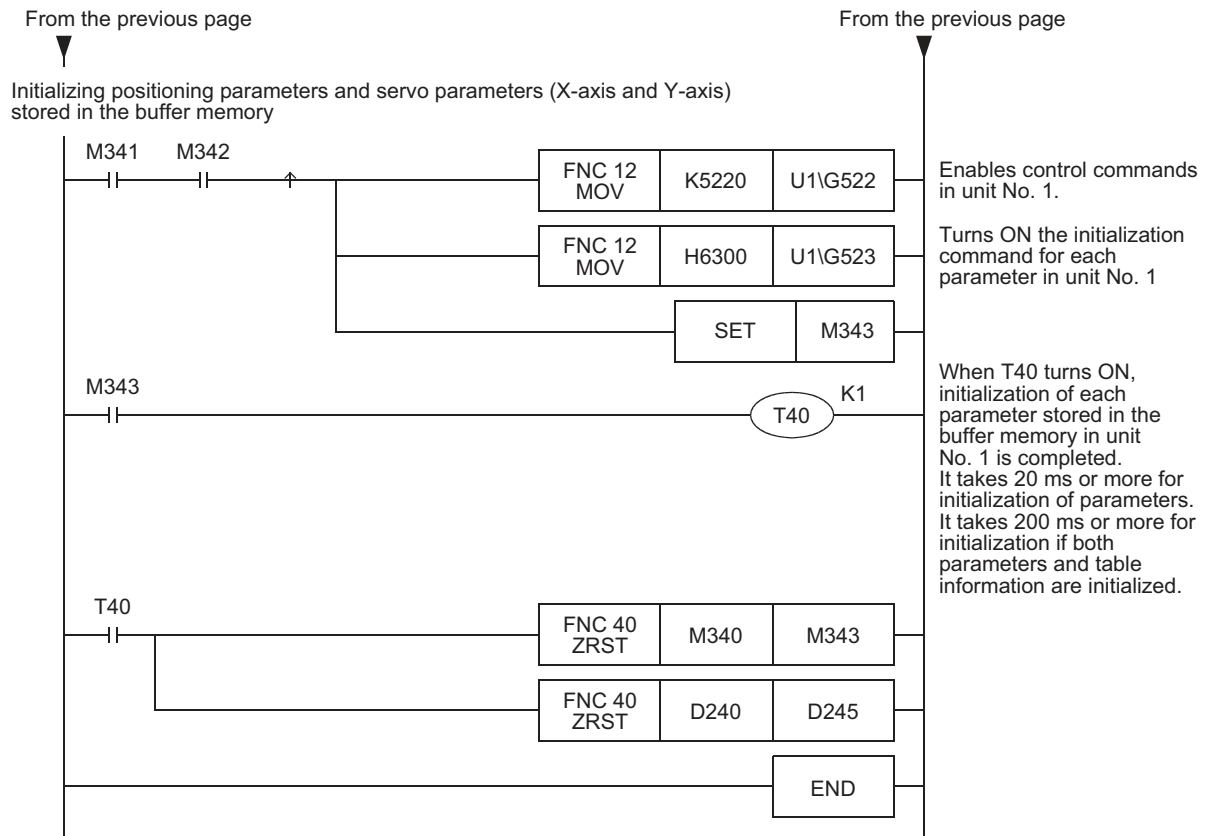 From the previous page
From the previous page
Initializing positioning parameters and servo parameters (X-axis and Y-axis)
stored in the buffer memory
M341
M342
FNC 12
MOV
K5220
U1\G522
Enables control commands
in unit No. 1.
FNC 12
MOV
H6300
U1\G523
Turns ON the initialization
command for each
parameter in unit No. 1
SET
M343
M343
T40
K1
When T40 turns ON,
initialization of each
parameter stored in the
buffer memory in unit
No. 1 is completed.
It takes 20 ms or more for
initialization of parameters.
It takes 200 ms or more for
initialization if both
parameters and table
information are initialized.
T40
FNC 40
ZRST
M340
M343
FNC 40
ZRST
D240
D245
END